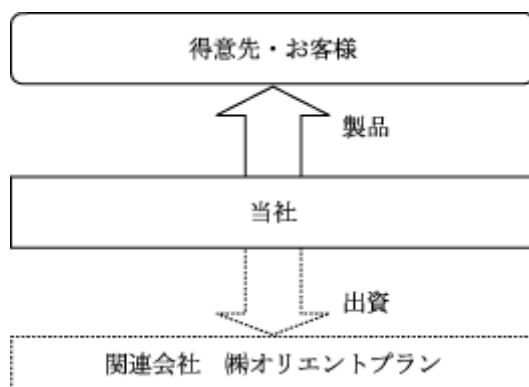 得意先・お客様
製品
当社
出資
関連会社　㈱オリエントプラン